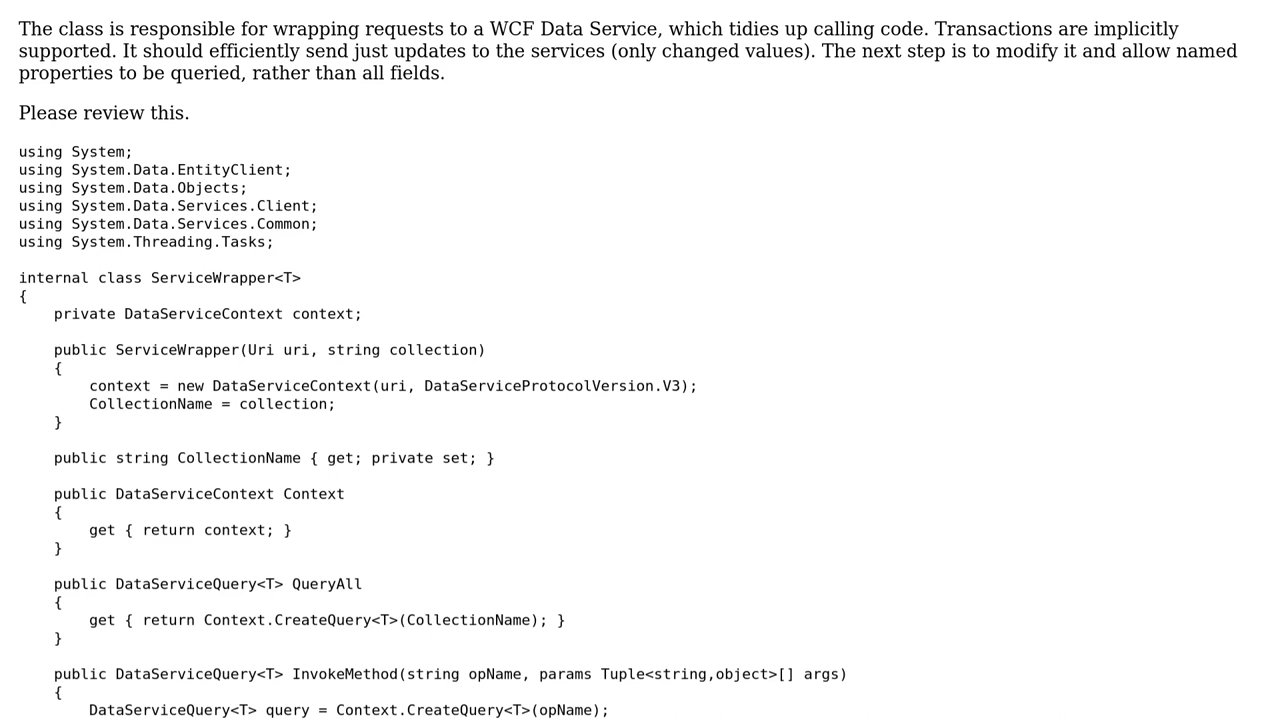 The class is responsible for wrapping requests to a WCF Data Service, which tidies up calling code. Transactions are implicitly
supported. It should efficiently send just updates to the services (only changed values). The next step is to modify it and allow named
properties to be queried, rather than all fields.
Please review this.
using System;
using System.Data.EntityClient;
using System.Data.Objects;
using System.Data.Services.Client;
using System.Data.Services.Common;
using System.Threading.Tasks;
internal class ServiceWrapper<T>
{
    private DataServiceContext context;
    public ServiceWrapper(Uri uri, string collection)
    {
        context = new DataServiceContext(uri, DataServiceProtocolVersion.V3);
        CollectionName = collection;
    }
    public string CollectionName { get; private set; }
    public DataServiceContext Context
    {
        get { return context; }
    }
    public DataServiceQuery<T> QueryAll
    {
        get { return Context.CreateQuery<T>(CollectionName); }
    }
    public DataServiceQuery<T> InvokeMethod(string opName, params Tuple<string,object>[] args)
    {
        DataServiceQuery<T> query = Context.CreateQuery<T>(opName);